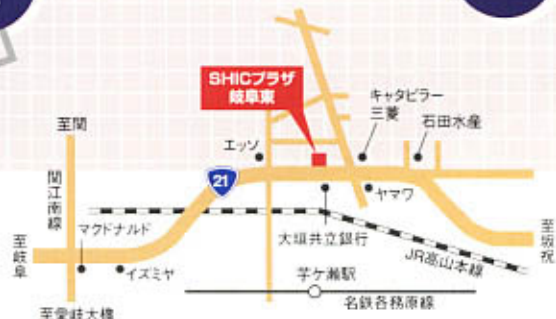 SHICプラザ
岐阜東
キャタピラー
三菱
石田水産
至関
エッソ
21
関江南線
ヤマワ
マクドナルド
大垣共立銀行
至坂祝
至岐阜
イズミヤ
JR高山本線
苧ケ瀬駅
名鉄各務原線
至愛岐大橋